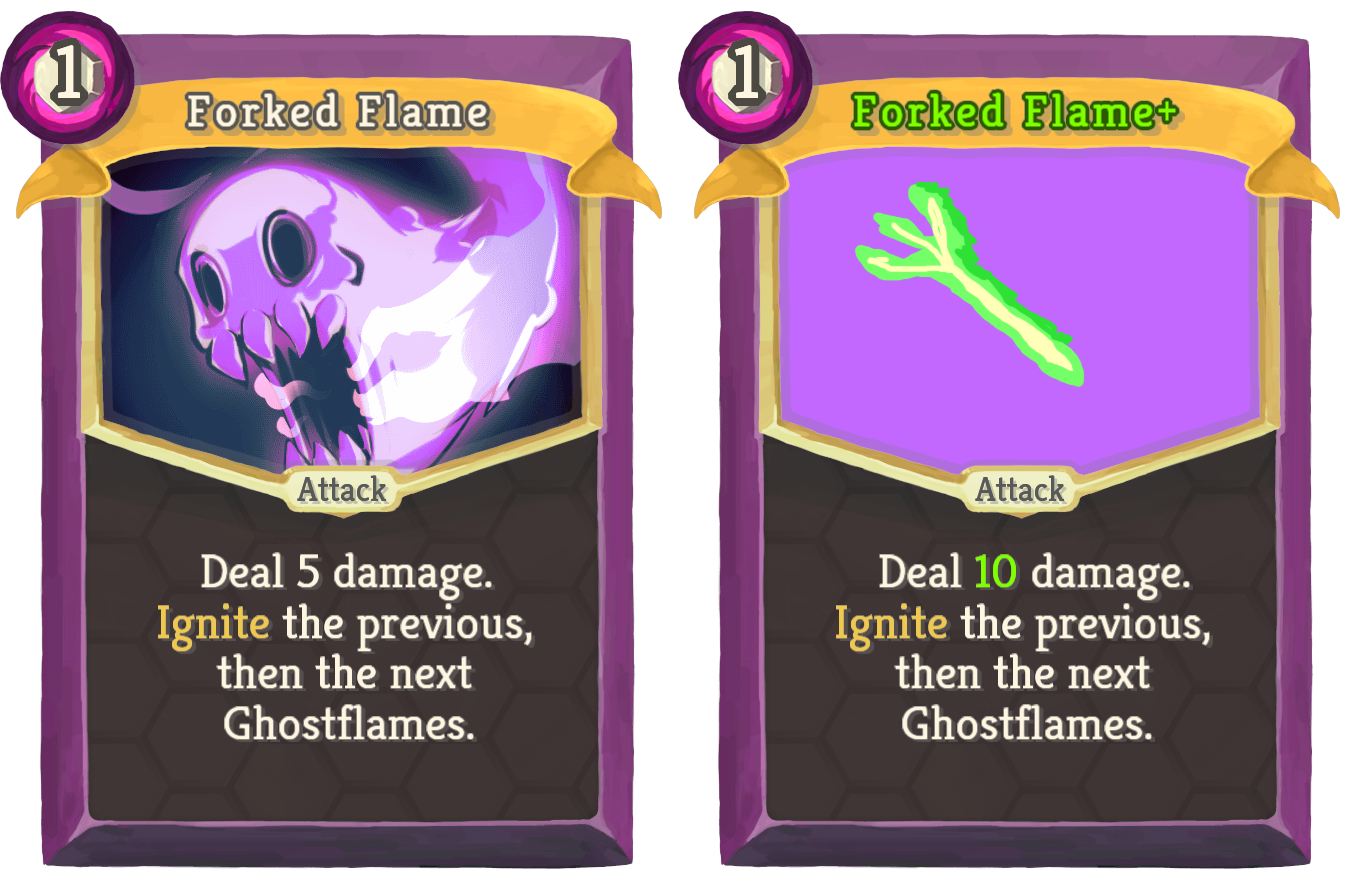 1
Forked Flame
Attack
Deal 5 damage.
Ignite the previous,
then the next
Ghostflames.
1
Forked Flame+
Attack
Deal 10 damage.
Ignite the previous,
then the next
Ghostflames.